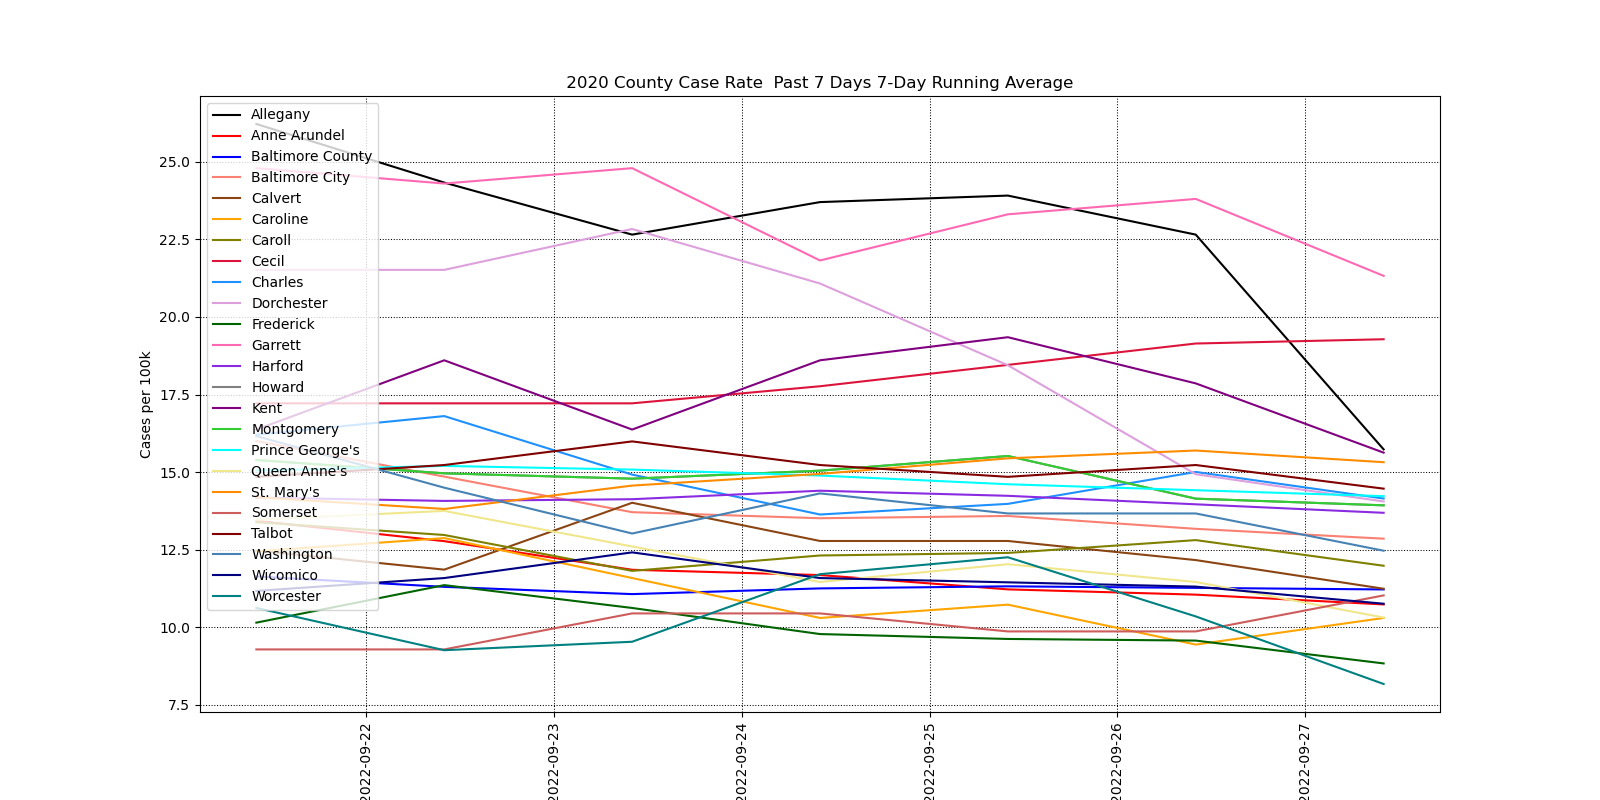 2020 County Case Rate  Past 7 Days 7-Day Running Average
Cases per 100k
25.0
22.5
20.0
17.5
15.0
12.5
10.0
7.5
Allegany
Anne Arundel
Baltimore County
Baltimore City
Calvert
Caroline
Caroll
Cecil
Charles
Dorchester
Frederick
Garrett
Harford
Howard
Kent
Montgomery
Prince George's
Queen Anne's
St. Mary's
Somerset
Talbot
Washington
Wicomico
Worcester
2022-09-22
2022-09-23
2022-09-24
2022-09-25
2022-09-26
2022-09-27